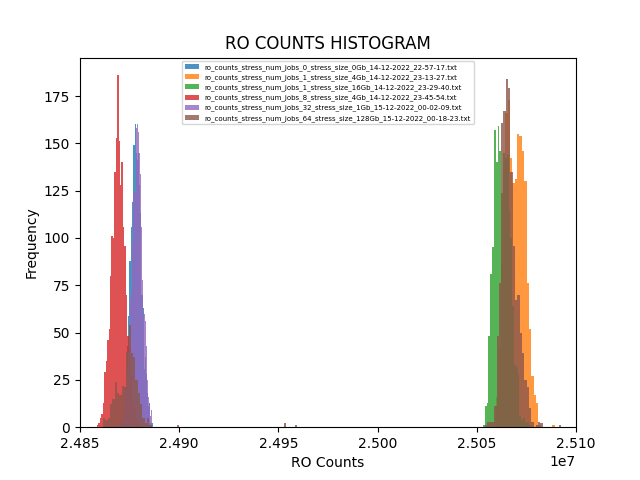 RO COUNTS HISTOGRAM
ro_counts_stress_num_Jobs_0_stress_size_0Gb_14-12-2022_22-57-17.txt
ro_counts_stress_num_Jobs_1_stress_size_4Gb_14-12-2022_23-13-27.txt
ro_counts_stress_num_Jobs_1_stress_size_16Gb_14-12-2022_23-29-40.txt
ro_counts_stress_num_Jobs_8_stress_size_4Gb_14-12-2022_23-45-54.txt
ro_counts_stress_num_Jobs_32_stress_size_1Gb_15-12-2022_00-02-09.txt
ro_counts_stress_num_Jobs_64_stress_size_128Gb_15-12-2022_00-18-23.txt
Frequency
175
150
125
100
75
50
25
0
2.485 2.490 2.495 2.500 2.505 2.510
RO Counts
1e7